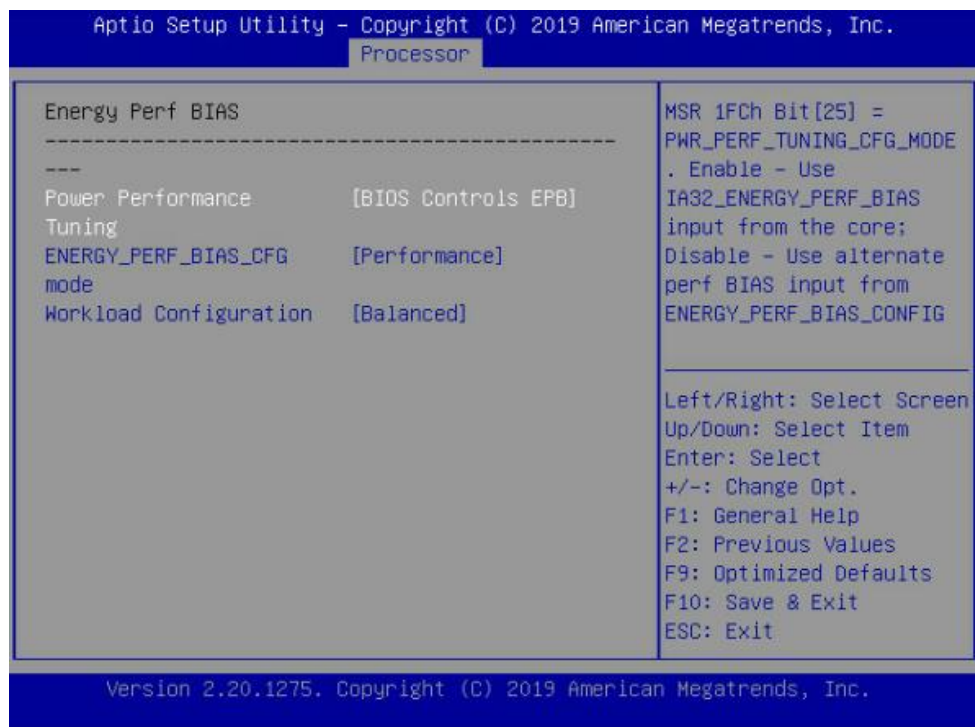 Aptio Setup Utility – Copyright (C) 2019 American Megatrends, Inc.
Processor
Energy Perf BIAS
------------------------------------------------
---
Power Performance [BIOS Controls EPB]
Tuning
ENERGY_PERF_BIAS_CFG [Performance]
mode
Workload Configuration [Balanced]
MSR 1FCh Bit[25] =
PWR_PERF_TUNING_CFG_MODE
. Enable – Use
IA32_ENERGY_PERF_BIAS
input from the core;
Disable – Use alternate
perf BIAS input from
ENERGY_PERF_BIAS_CONFIG
Left/Right: Select Screen
Up/Down: Select Item
Enter: Select
+/-: Change Opt.
F1: General Help
F2: Previous Values
F9: Optimized Defaults
F10: Save & Exit
ESC: Exit
Version 2.20.1275. Copyright (C) 2019 American Megatrends, Inc.